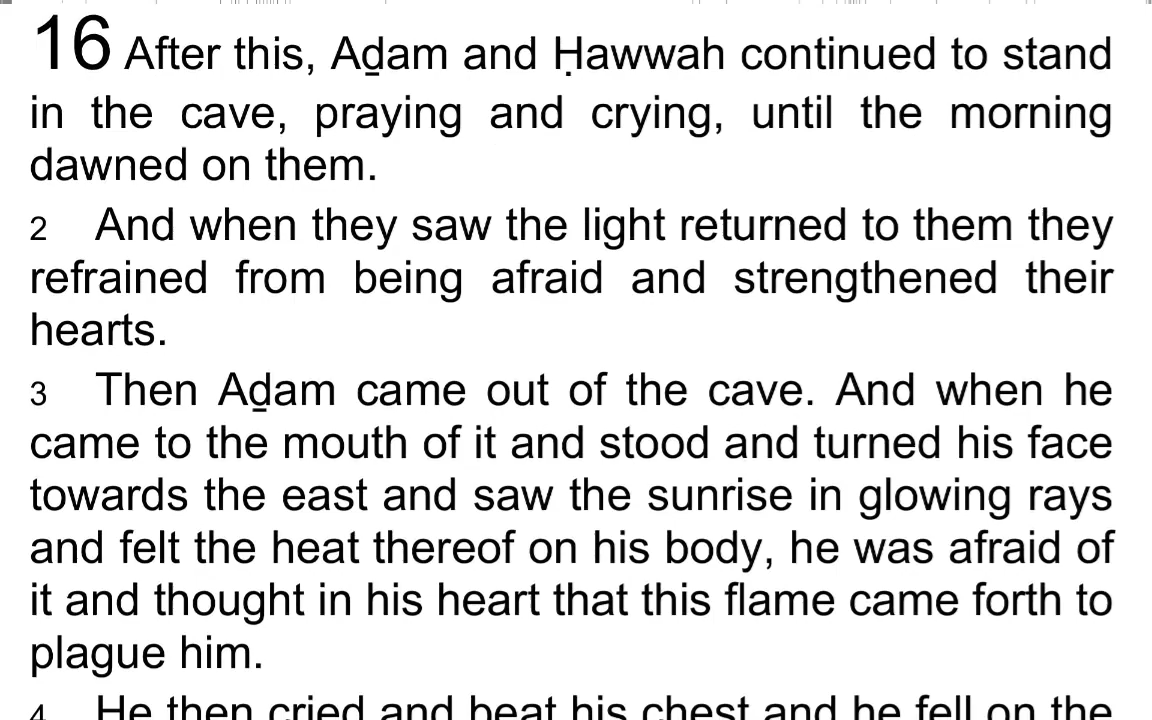 16 After this, Aḏam and Ḥawwah continued to stand
in the cave, praying and crying, until the morning
dawned on them.
2 And when they saw the light returned to them they
refrained from being afraid and strengthened their
hearts.
3 Then Aḏam came out of the cave. And when he
came to the mouth of it and stood and turned his face
towards the east and saw the sunrise in glowing rays
and felt the heat thereof on his body, he was afraid of
it and thought in his heart that this flame came forth to
plague him.
4 He then cried and beat his chest and he fell on the